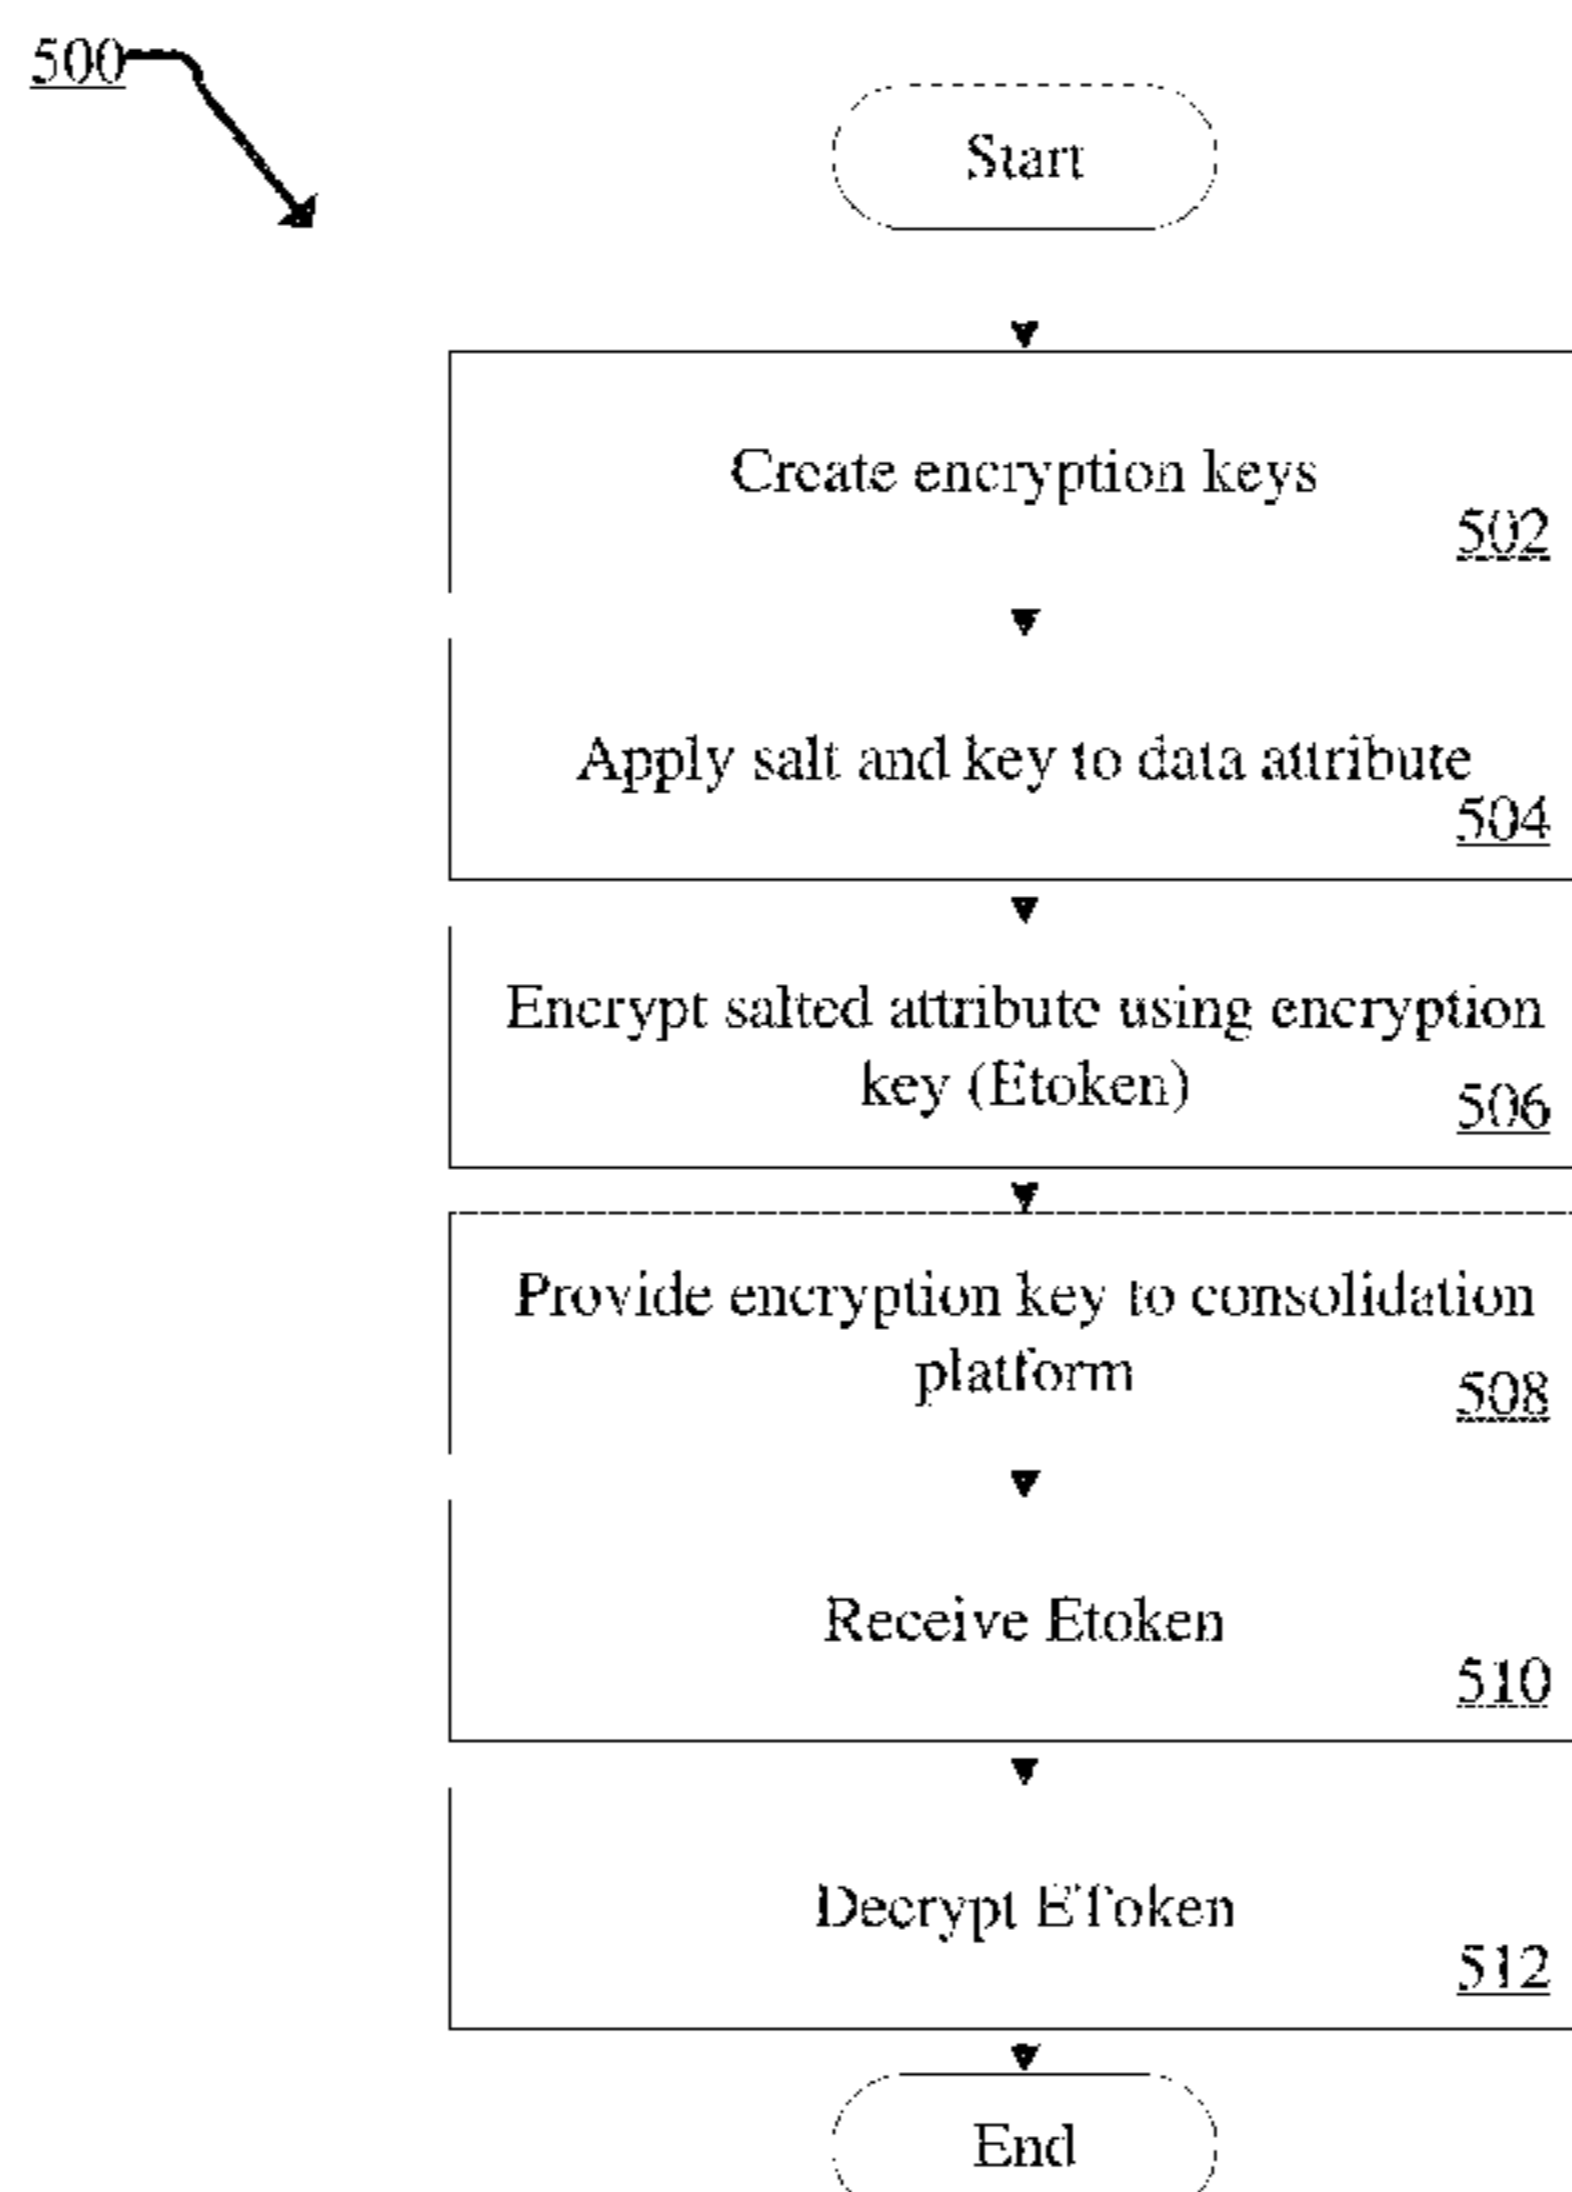 500
Start
Create encryption keys
502
Apply salt and key to data attribute
504
Encrypt salted attribute using encryption
key (Etoken)
506
Provide encryption key to consolidation
platform
508
Receive Etoken
510
Decrypt EToken
512
End